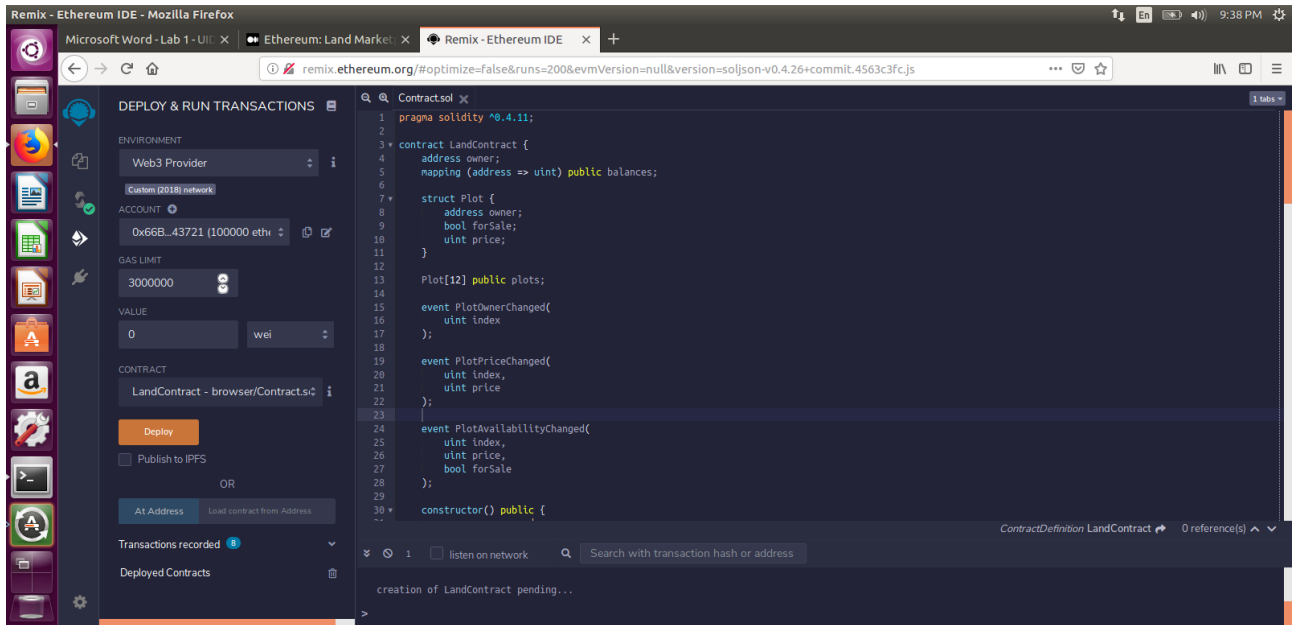 Remix - Ethereum IDE - Mozilla Firefox
En
9:38 PM
Microsoft Word - Lab 1 - UID
Ethereum: Land Market
Remix - Ethereum IDE
remix.ethereum.org/#optimize=false&runs=200&evmVersion=null&version=soljson-v0.4.26+commit.4563c3fc.js
DEPLOY & RUN TRANSACTIONS
ENVIRONMENT
Web3 Provider
i
Custom (2018) network
ACCOUNT
0x66B...43721 (100000 ethe
GAS LIMIT
3000000
VALUE
0
wei
CONTRACT
LandContract - browser/Contract.so
i
Deploy
Publish to IPFS
OR
At Address
Load contract from Address
Transactions recorded 8
Deployed Contracts
Contract.sol
1 tabs
1 pragma solidity ^0.4.11;
2
3 contract LandContract {
4 address owner;
5 mapping (address => uint) public balances;
6
7 struct Plot {
8 address owner;
9 bool forSale;
10 uint price;
11 }
12
13 Plot[12] public plots;
14
15 event PlotOwnerChanged(
16 uint index
17 );
18
19 event PlotPriceChanged(
20 uint index,
21 uint price
22 );
23
24 event PlotAvailabilityChanged(
25 uint index,
26 uint price,
27 bool forSale
28 );
29
30 constructor() public {
ContractDefinition LandContract
0 reference(s)
1
listen on network
Search with transaction hash or address
creation of LandContract pending...
>